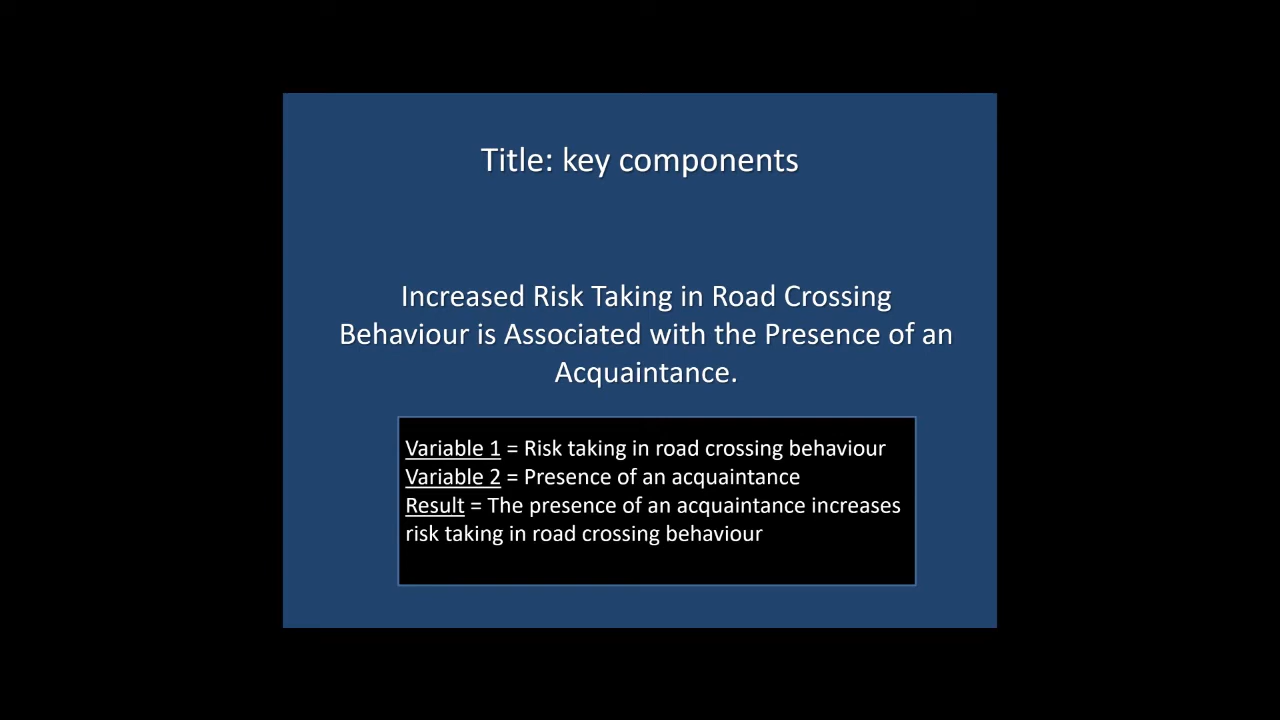 Title: key components
Increased Risk Taking in Road Crossing
Behaviour is Associated with the Presence of an
Acquaintance.
Variable 1 = Risk taking in road crossing behaviour
Variable 2 = Presence of an acquaintance
Result = The presence of an acquaintance increases
risk taking in road crossing behaviour